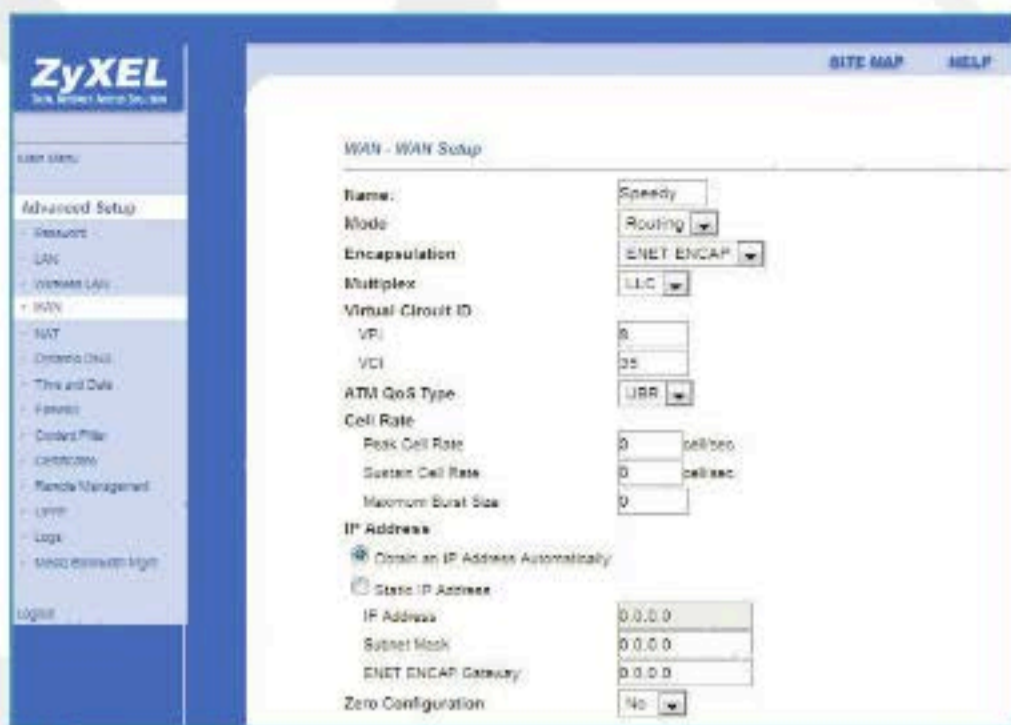 ZyXEL
SITE MAP HELP
Advanced Setup
Password
LAN
Wireless LAN
WAN
NAT
Dynamic DNS
Time and Date
Firewall
Content Filter
Certificates
Remote Management
UPnP
Logs
Media Bandwidth Mgnt
Logout
WAN - WAN Setup
Name: Speedy
Mode Routing
Encapsulation ENET ENCAP
Multiplex LLC
Virtual Circuit ID
VPI 8
VCI 35
ATM QoS Type UBR
Cell Rate
Peak Cell Rate 0 cell/sec
Sustain Cell Rate 0 cell/sec
Maximum Burst Size 0
IP Address
Obtain an IP Address Automatically
Static IP Address
IP Address 0.0.0.0
Subnet Mask 0.0.0.0
ENET ENCAP Gateway 0.0.0.0
Zero Configuration No